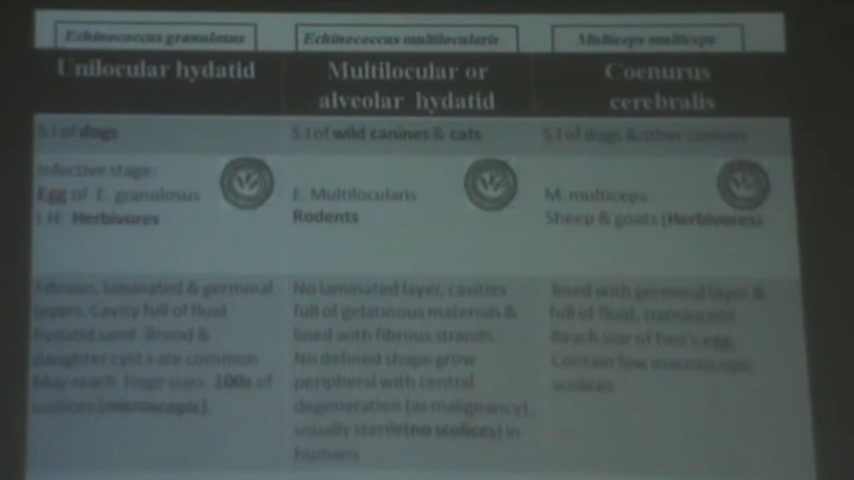 Echinococcus granulosus
Echinococcus multilocularis
Multiceps multiceps
Unilocular hydatid
Multilocular or
alveolar hydatid
Coenurus
cerebralis
S.I of dogs
S.I of wild canines & cats
S.I of dogs &other canines
Infective stage:
Egg of E. granulosus
I.H: Herbivores
E. Multilocularis
Rodents
M. multiceps
Sheep & goats (Herbivores)
Fibrous, laminated & germinal
layers. Cavity full of fluid
hydatid sand. Brood &
daughter cysts are common
May reach huge sizes. 100s of
scolices (microscopic).
No laminated layer, cavities
full of gelatinous materials &
lined with fibrous strands.
No defined shape grow
peripheral with central
degeneration (as malignancy),
usually sterile(no scolices) in
humans
lined with germinal layer &
full of fluid, translucent
Reach size of hen's egg.
Contain few macroscopic
scolices